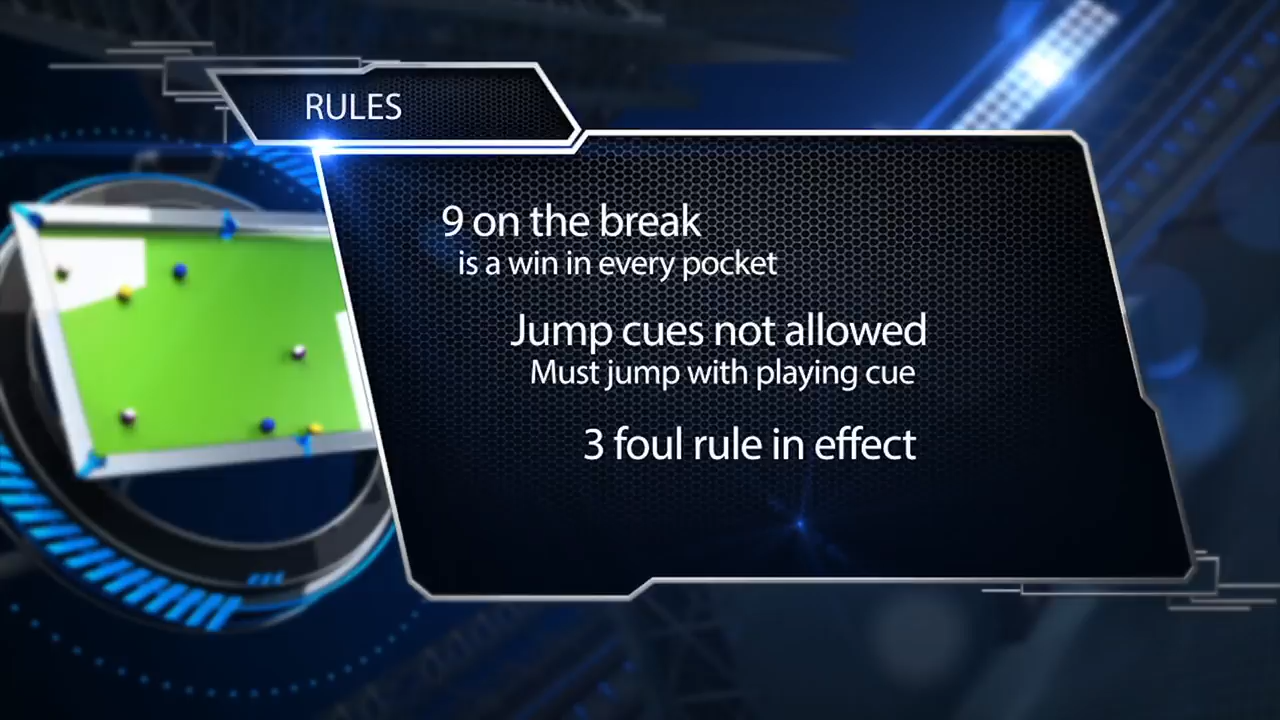 RULES
9 on the break
is a win in every pocket
Jump cues not allowed
Must jump with playing cue
3 foul rule in effect